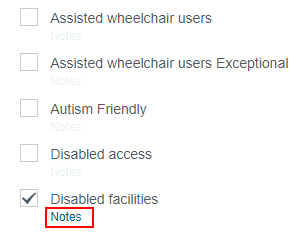 Assisted wheelchair users
Notes
Assisted wheelchair users Exceptional
Notes
Autism Friendly
Notes
Disabled access
Notes
Disabled facilities
Notes